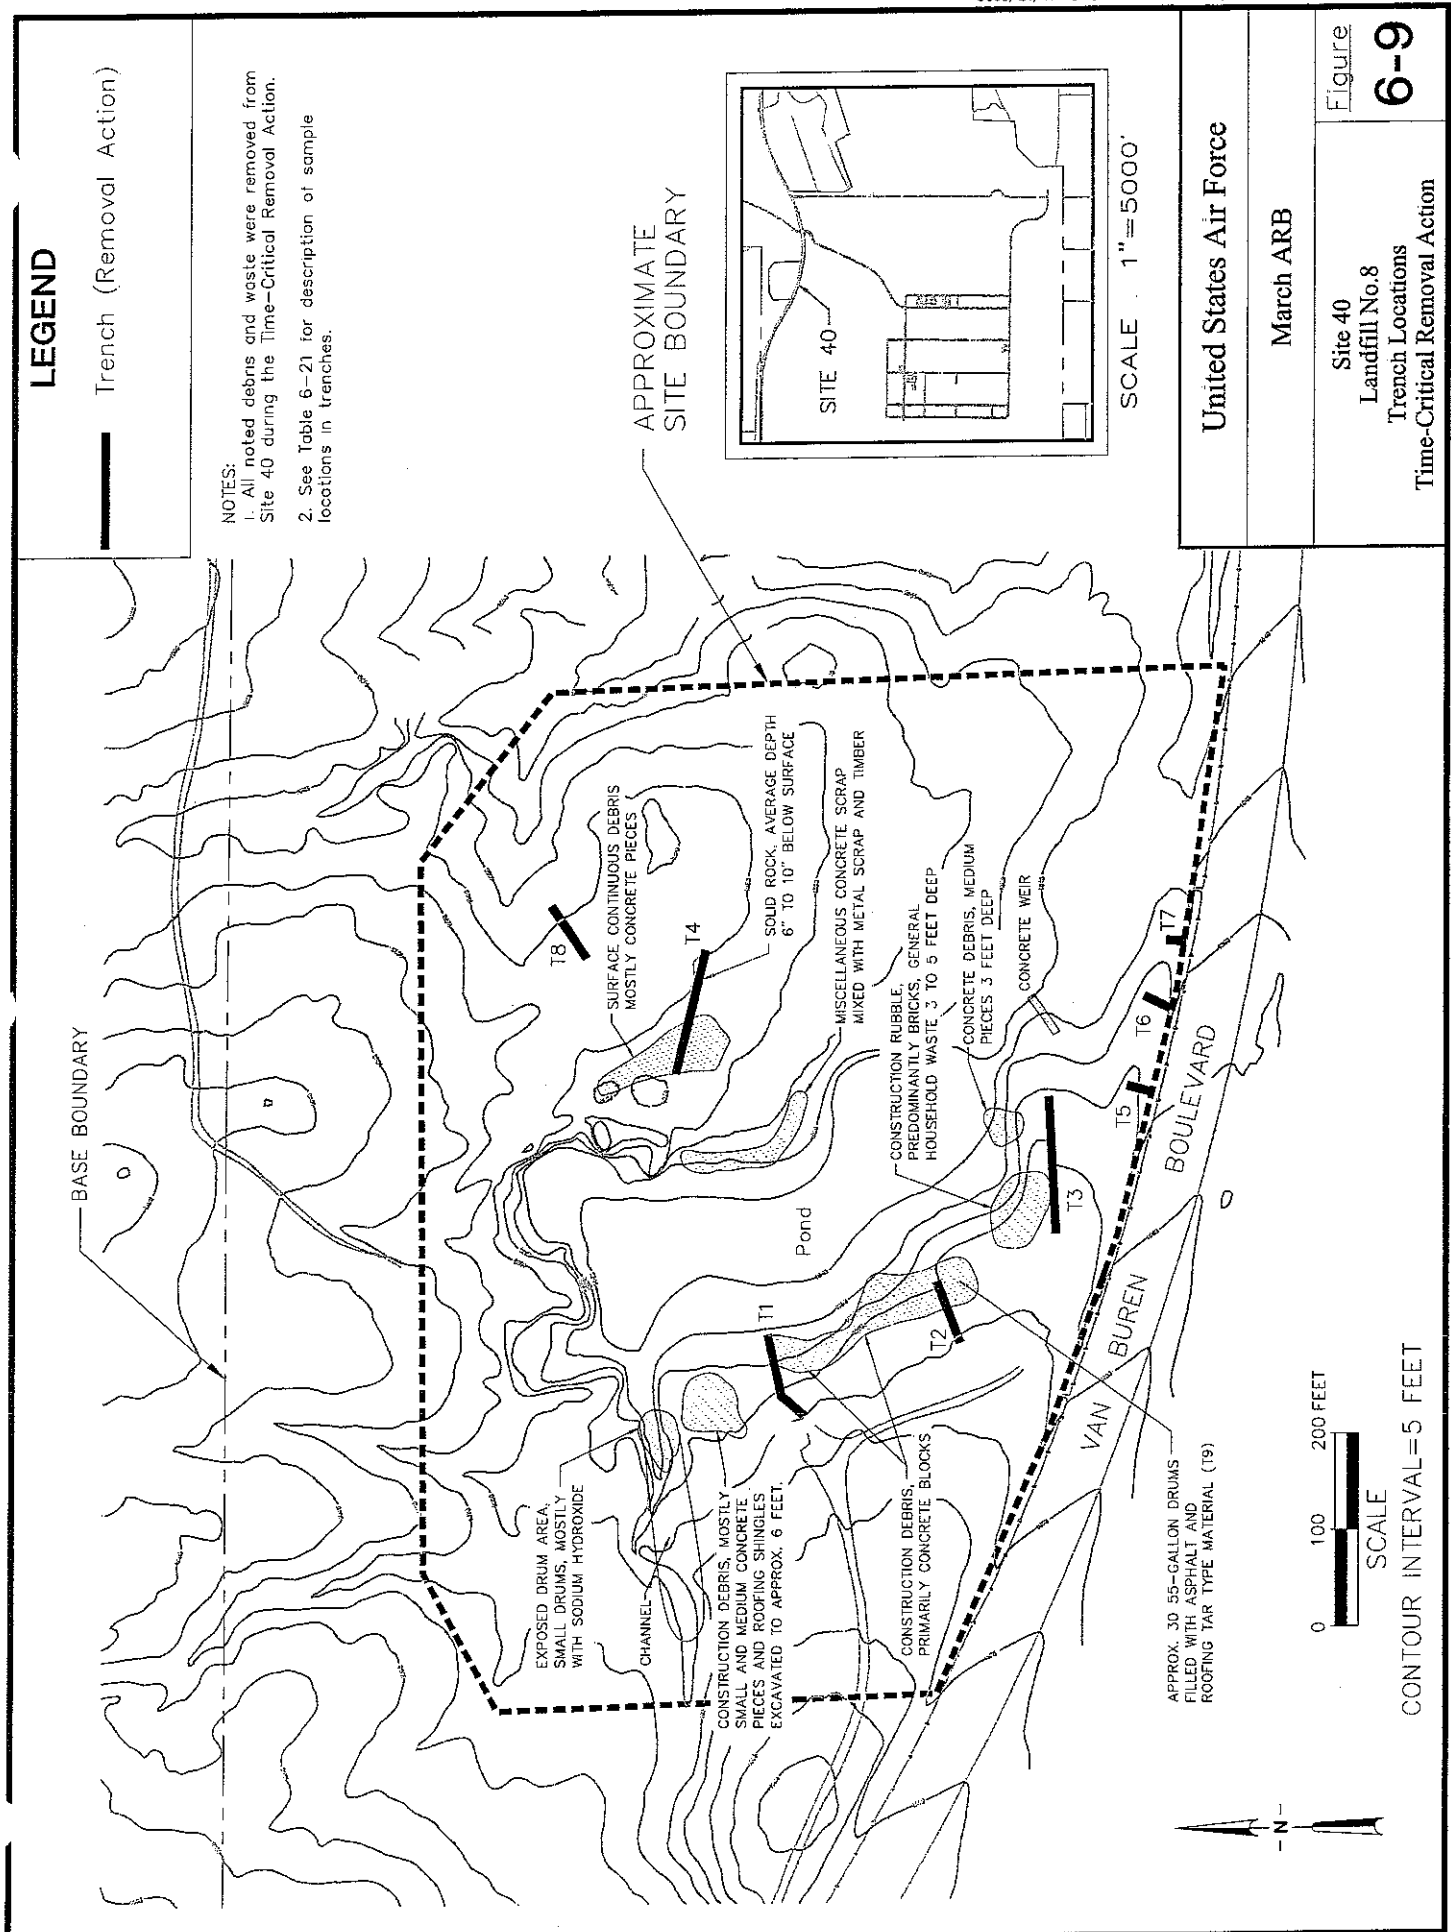 LEGEND
Trench (Removal Action)
NOTES:
1. All noted debris and waste were removed from
Site 40 during the Time-Critical Removal Action.
2. See Table 6-21 for description of sample
locations in trenches.
BASE BOUNDARY
APPROXIMATE
SITE BOUNDARY
T8
SURFACE CONTINUOUS DEBRIS
MOSTLY CONCRETE PIECES
T4
SOLID ROCK, AVERAGE DEPTH
6" TO 10" BELOW SURFACE
MISCELLANEOUS CONCRETE SCRAP
MIXED WITH METAL SCRAP AND TIMBER
CONSTRUCTION RUBBLE,
PREDOMINANTLY BRICKS, GENERAL
HOUSEHOLD WASTE 3 TO 5 FEET DEEP
CONCRETE DEBRIS, MEDIUM
PIECES 3 FEET DEEP
CONCRETE WEIR
Pond
T1
T2
T3
T5
T6
T7
EXPOSED DRUM AREA,
SMALL DRUMS, MOSTLY
WITH SODIUM HYDROXIDE
CHANNEL
CONSTRUCTION DEBRIS, MOSTLY
SMALL AND MEDIUM CONCRETE
PIECES AND ROOFING SHINGLES
EXCAVATED TO APPROX. 6 FEET.
CONSTRUCTION DEBRIS,
PRIMARILY CONCRETE BLOCKS
VAN BUREN BOULEVARD
APPROX. 30 55-GALLON DRUMS
FILLED WITH ASPHALT AND
ROOFING TAR TYPE MATERIAL (T9)
-N-
0 100 200 FEET
SCALE
CONTOUR INTERVAL=5 FEET
SITE 40
SCALE 1"=5000'
United States Air Force
March ARB
Site 40
Landfill No.8
Trench Locations
Time-Critical Removal Action
Figure
6-9